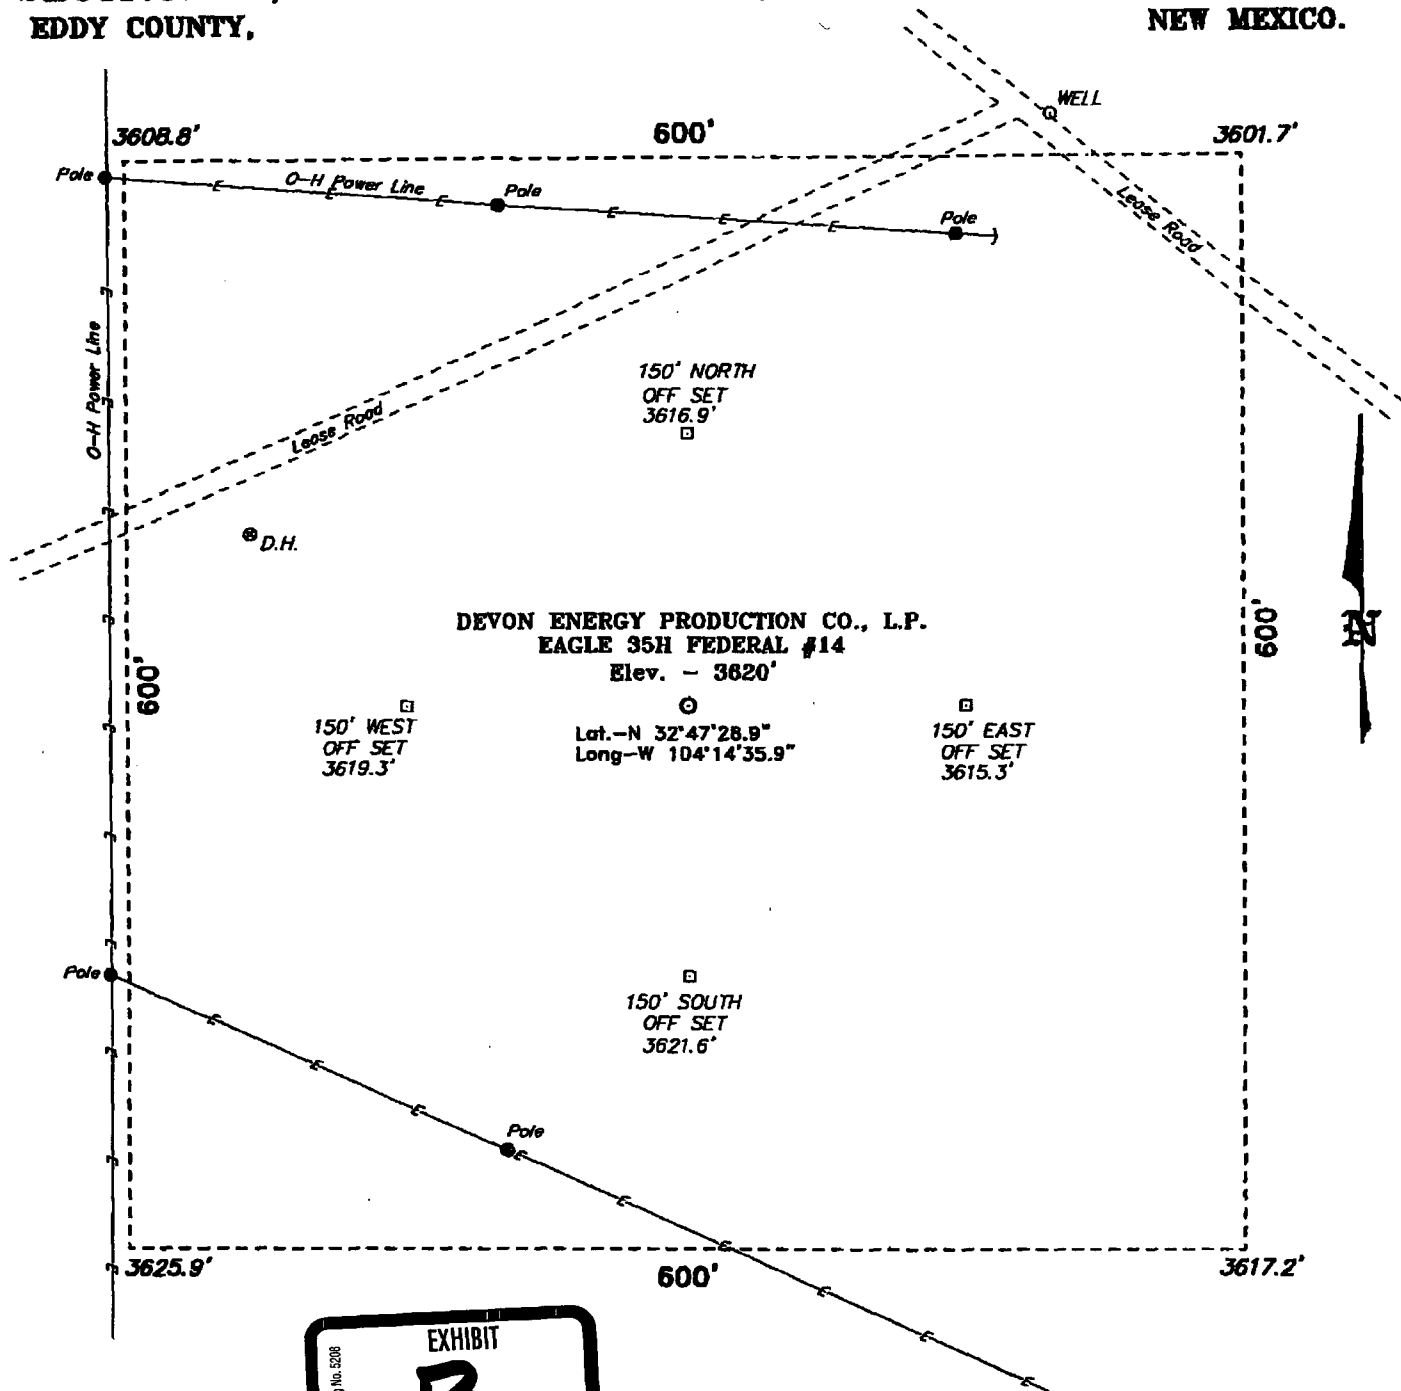 EDDY COUNTY,
NEW MEXICO.
WELL
3608.8'
600'
3601.7'
Pole
O-H Power Line
Pole
Pole
Lease Road
O-H Power Line
150' NORTH
OFF SET
3616.9'
Lease Road
D.H.
DEVON ENERGY PRODUCTION CO., L.P.
EAGLE 35H FEDERAL #14
Elev. - 3620'
600'
600'
N
150' WEST
OFF SET
3619.3'
Lat.-N 32°47'28.9"
Long-W 104°14'35.9"
150' EAST
OFF SET
3615.3'
Pole
150' SOUTH
OFF SET
3621.6'
Pole
3625.9'
600'
3617.2'
EXHIBIT
No. 5208